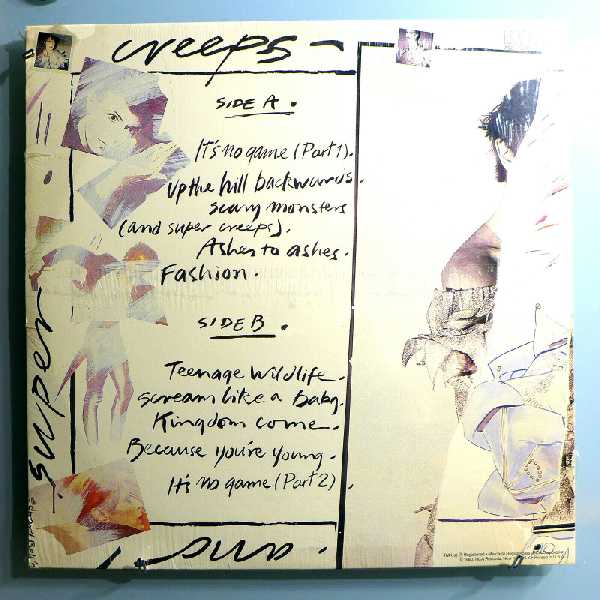 creeps -
SIDE A.
It's no game (Part 1).
Up the hill backwards.
scary monsters
(and super creeps).
Ashes to ashes.
Fashion.
SIDE B.
Teenage wildlife.
scream like a baby.
Kingdom come.
Because you're young.
It's no game (Part 2).
super
and.